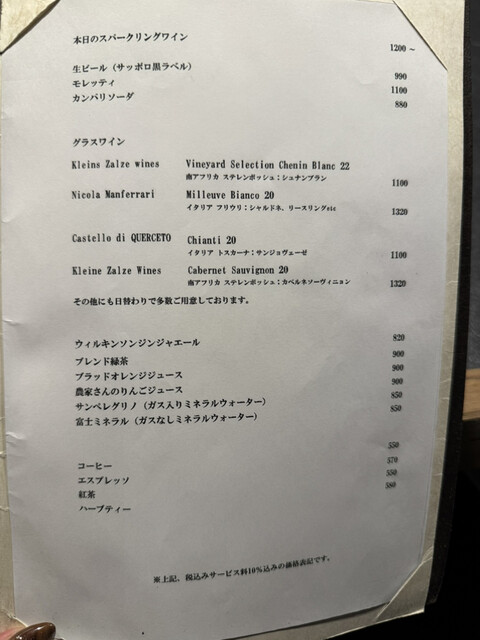 本日のスパークリングワイン 1200～
生ビール（サッポロ黒ラベル） 990
モレッティ 1100
カンパリソーダ 880
グラスワイン
Kleins Zalze wines Vineyard Selection Chenin Blanc 22
南アフリカ ステレンボッシュ：シュナンブラン 1100
Nicola Manferrari Milleuve Bianco 20
イタリア フリウリ：シャルドネ、リースリングetc 1320
Castello di QUERCETO Chianti 20
イタリア トスカーナ：サンジョヴェーゼ 1100
Kleine Zalze Wines Cabernet Sauvignon 20
南アフリカ ステレンボッシュ：カベルネソーヴィニョン 1320
その他にも日替わりで多数ご用意しております。
ウィルキンソンジンジャエール 820
ブレンド緑茶 900
ブラッドオレンジジュース 900
農家さんのりんごジュース 900
サンペレグリノ（ガス入りミネラルウォーター） 850
富士ミネラル（ガスなしミネラルウォーター） 850
コーヒー 550
エスプレッソ 570
紅茶 550
ハーブティー 580
※上記、税込みサービス料10%込みの価格表記です。